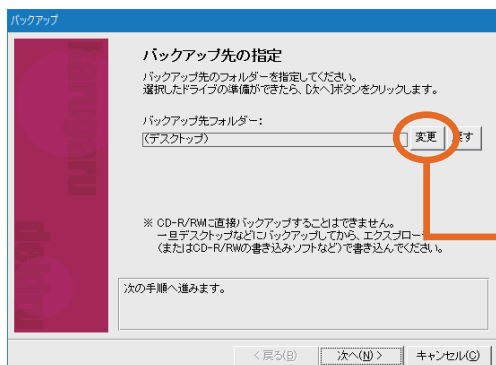 バックアップ
バックアップ先の指定
バックアップ先のフォルダーを指定してください。
選択したドライブの準備ができたら、[次へ]ボタンをクリックします。
バックアップ先フォルダー:
(デスクトップ)
変更
戻す
※ CD-R/RWに直接バックアップすることはできません。
一旦デスクトップなどにバックアップしてから、エクスプローラ
(またはCD-R/RWの書き込みソフトなど)で書き込んでください。
次の手順へ進みます。
< 戻る(B)
次へ(N) >
キャンセル(C)